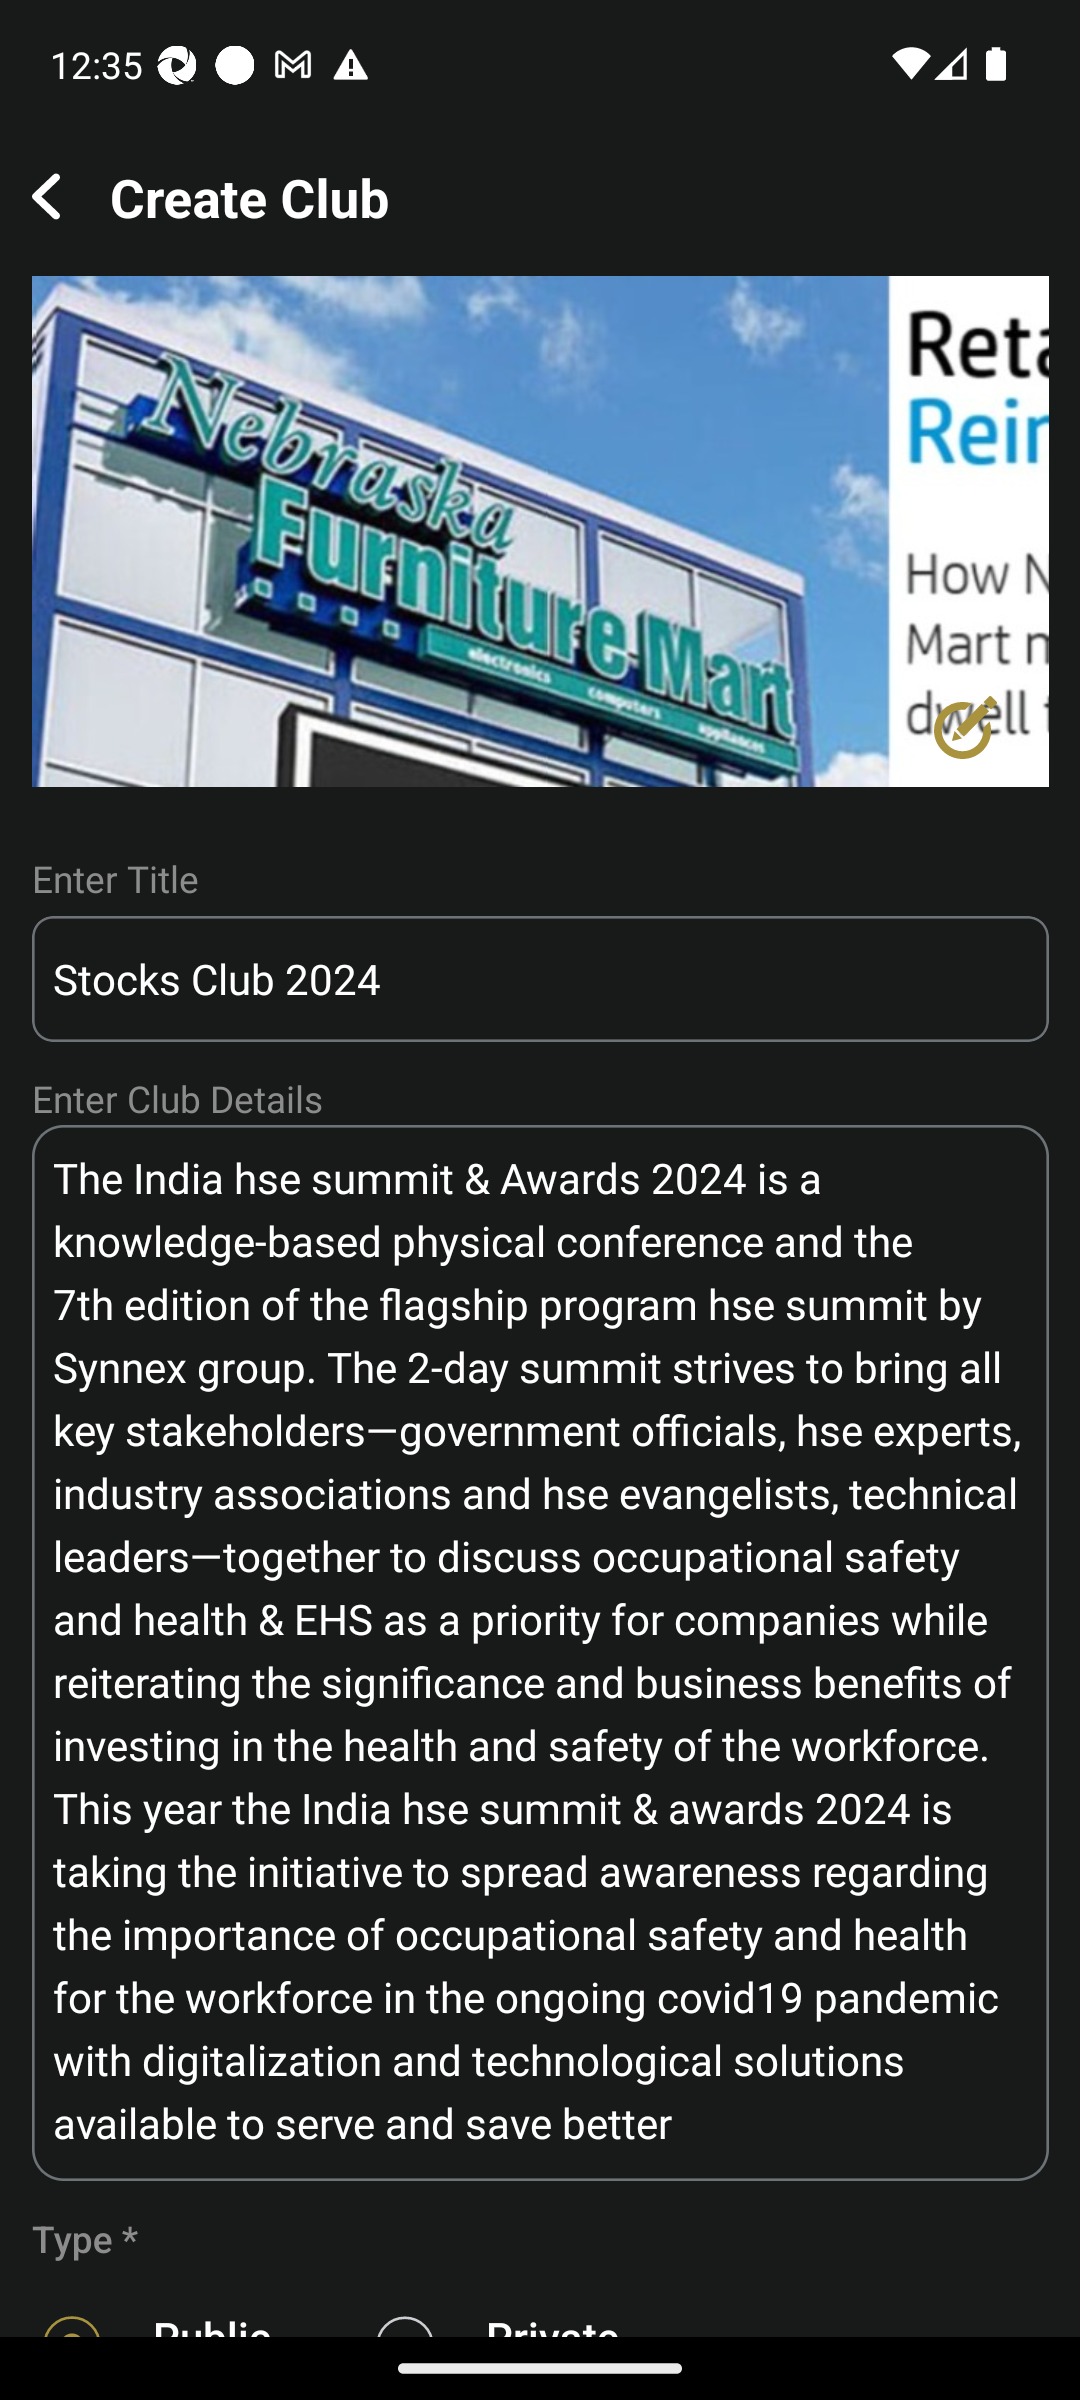 12:35
Create Club
Nebraska
Furniture Mart
electronics computers appliances
Reta
Rein
How N
Mart m
dwell t
Enter Title
Stocks Club 2024
Enter Club Details
The India hse summit & Awards 2024 is a
knowledge-based physical conference and the
7th edition of the flagship program hse summit by
Synnex group. The 2-day summit strives to bring all
key stakeholders—government officials, hse experts,
industry associations and hse evangelists, technical
leaders—together to discuss occupational safety
and health & EHS as a priority for companies while
reiterating the significance and business benefits of
investing in the health and safety of the workforce.
This year the India hse summit & awards 2024 is
taking the initiative to spread awareness regarding
the importance of occupational safety and health
for the workforce in the ongoing covid19 pandemic
with digitalization and technological solutions
available to serve and save better
Type *
Public Private